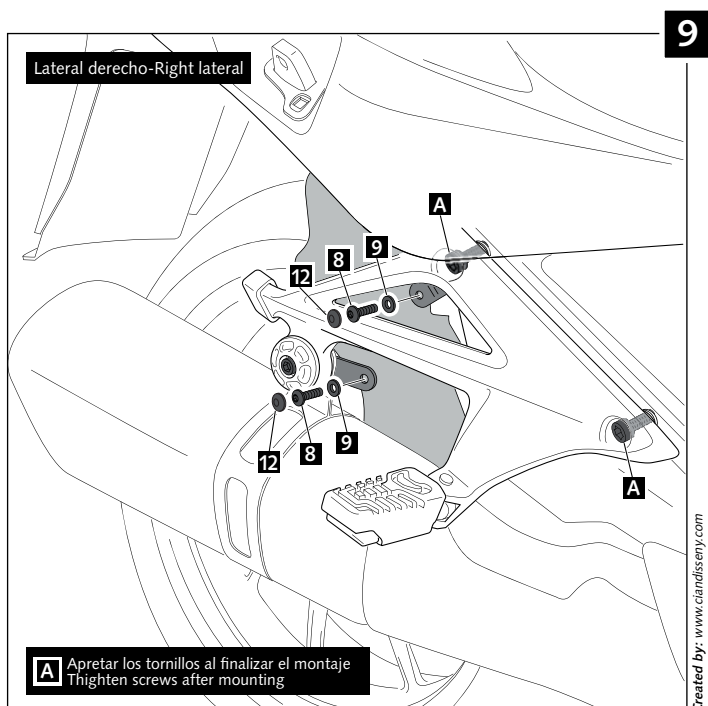 9
Lateral derecho-Right lateral
A
9
8
12
12
8
9
A
A Apretar los tornillos al finalizar el montaje
Thighten screws after mounting
Created by: www.ciandisseny.com